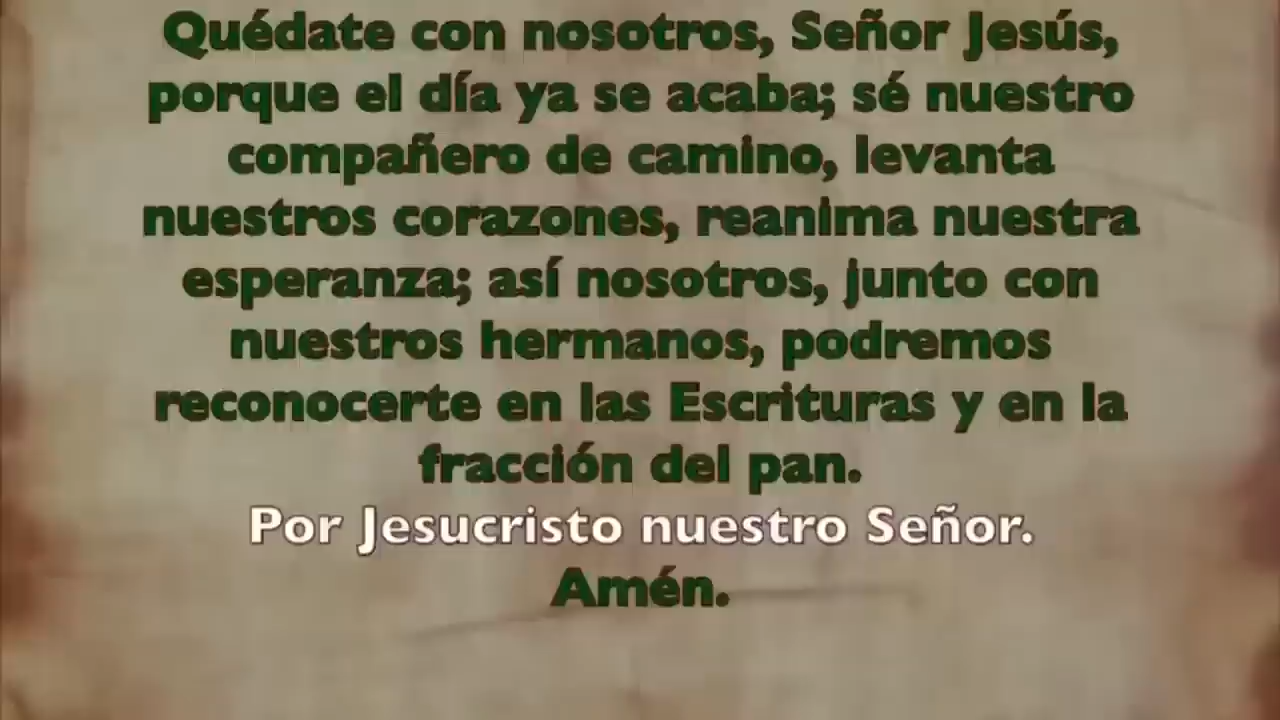 Quédate con nosotros, Señor Jesús,
porque el día ya se acaba; sé nuestro
compañero de camino, levanta
nuestros corazones, reanima nuestra
esperanza; así nosotros, junto con
nuestros hermanos, podremos
reconocerte en las Escrituras y en la
fracción del pan.
Por Jesucristo nuestro Señor.
Amén.